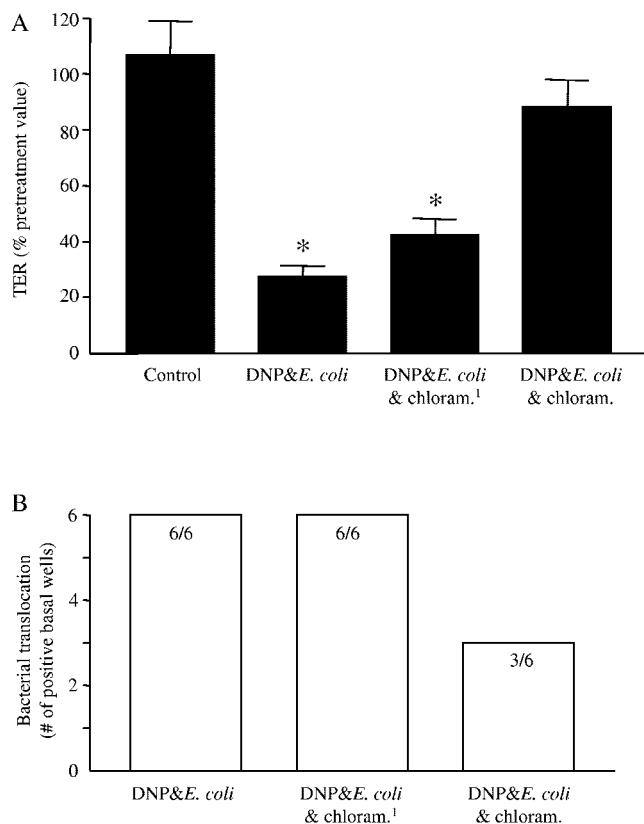 A
TER (% pretreatment value)
120
100
80
60
40
20
0
*
*
Control
DNP&E. coli
DNP&E. coli
& chloram.¹
DNP&E. coli
& chloram.
B
Bacterial translocation
(# of positive basal wells)
6
4
2
0
6/6
6/6
3/6
DNP&E. coli
DNP&E. coli
& chloram.¹
DNP&E. coli
& chloram.